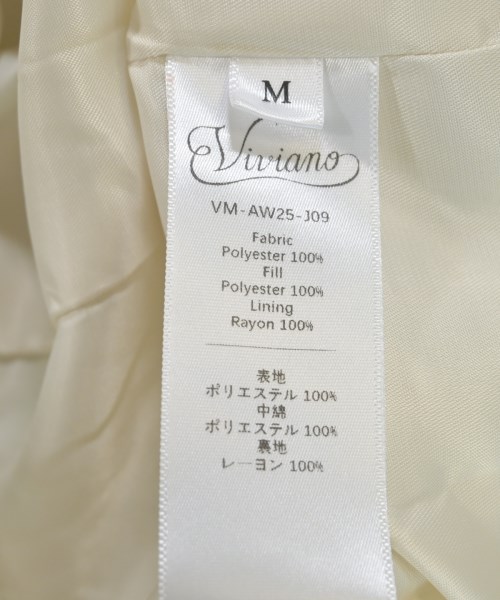 M
Viviano
VM-AW25-J09
Fabric
Polyester 100%
Fill
Polyester 100%
Lining
Rayon 100%
表地
ポリエステル 100%
中綿
ポリエステル 100%
裏地
レーヨン 100%